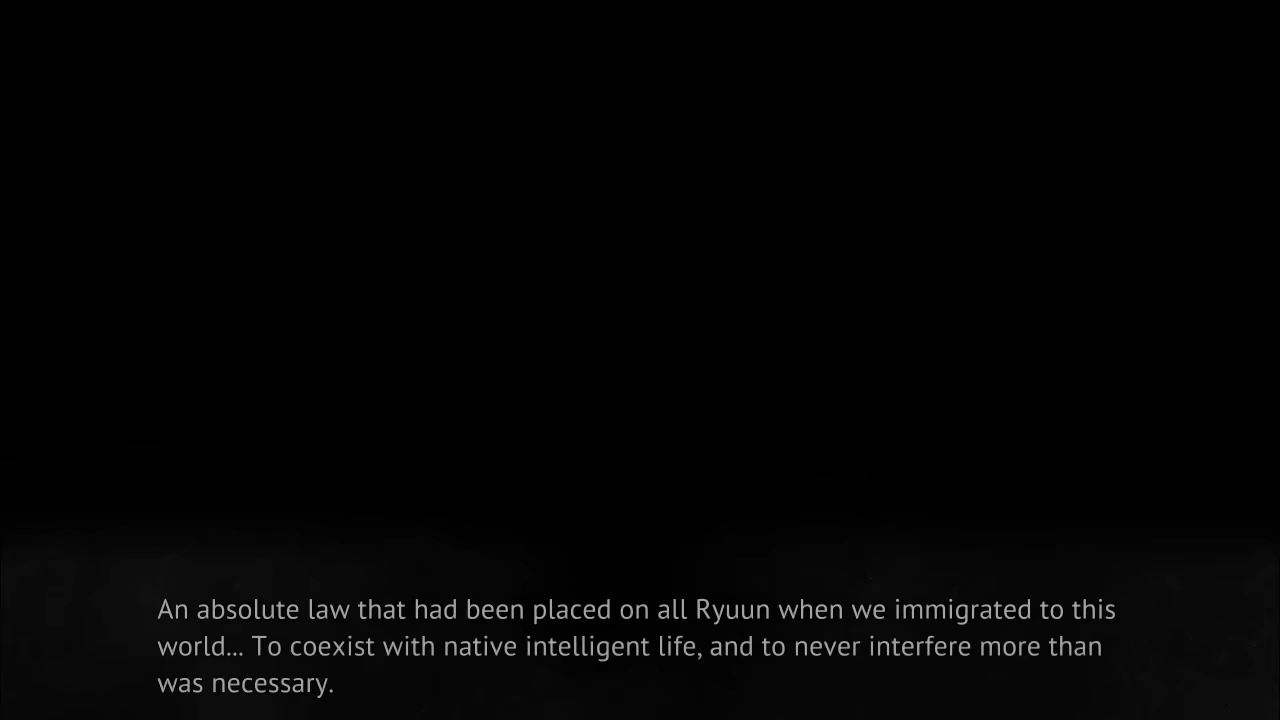 An absolute law that had been placed on all Ryuun when we immigrated to this
world... To coexist with native intelligent life, and to never interfere more than
was necessary.